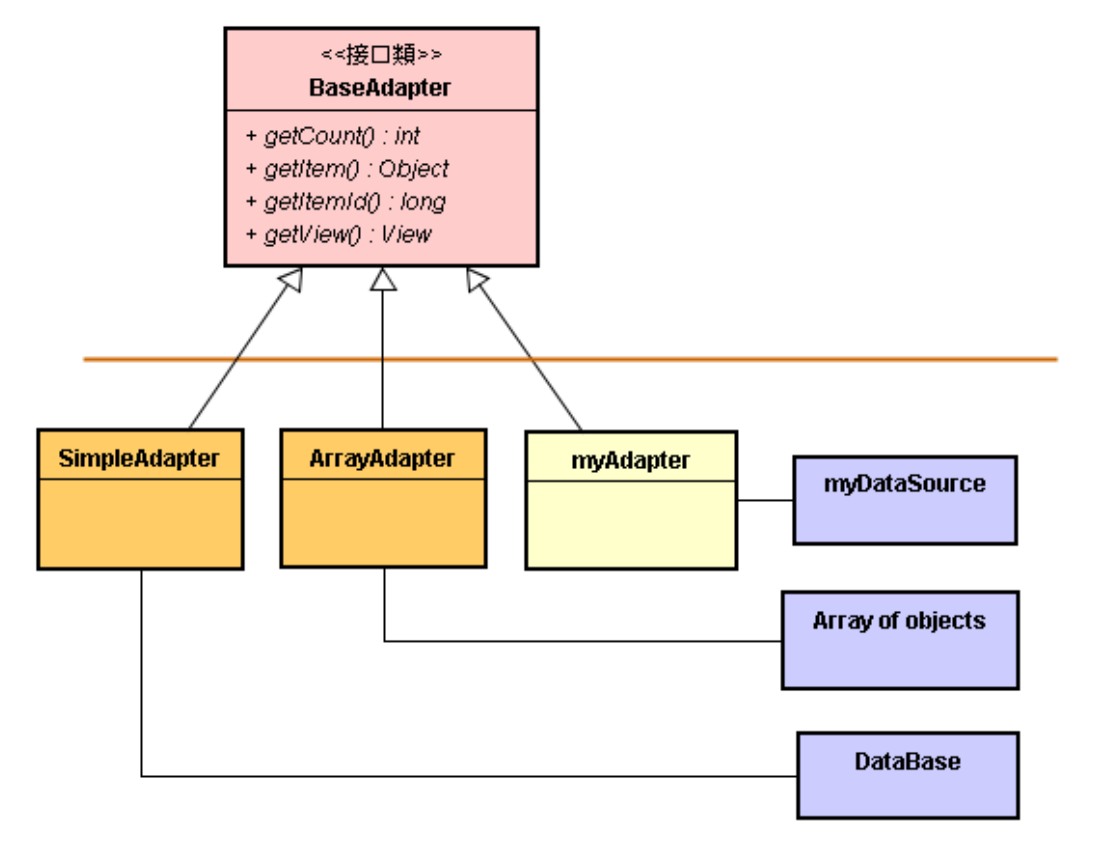 <<接口類>>
BaseAdapter
+ getCount() : int
+ getItem() : Object
+ getItemId() : long
+ getView() : View
SimpleAdapter
ArrayAdapter
myAdapter
myDataSource
Array of objects
DataBase